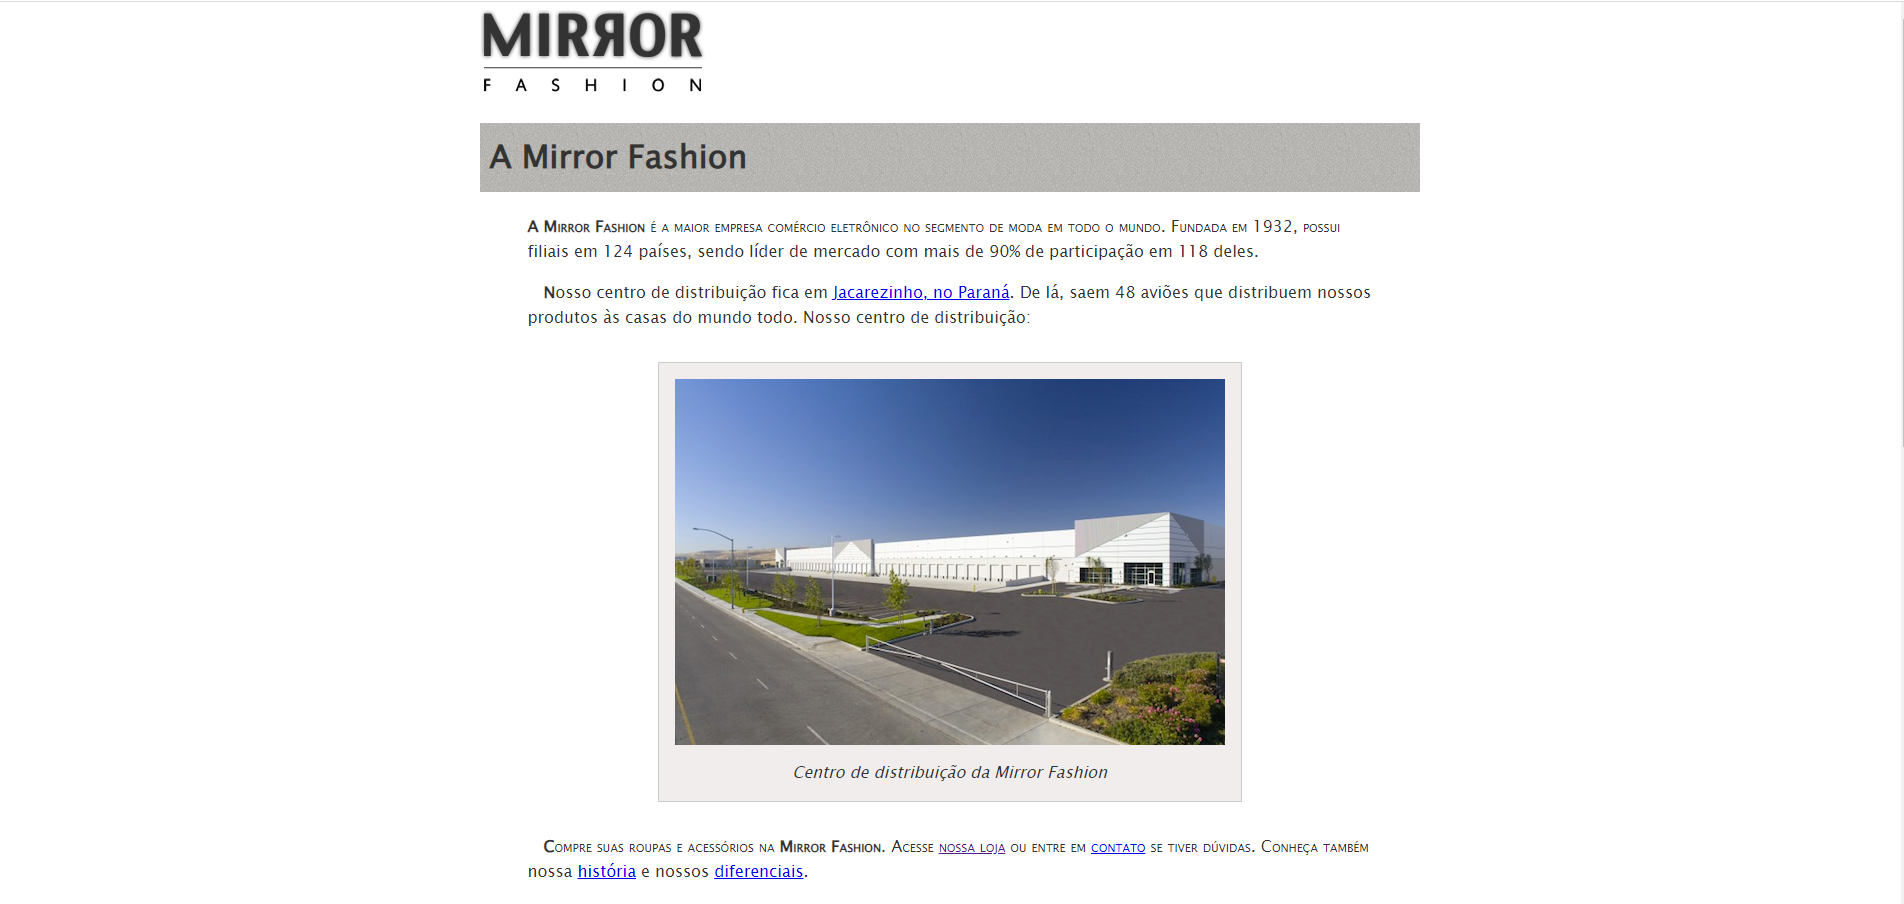 MIRROR
FASHION
A Mirror Fashion
A Mirror Fashion é a maior empresa comércio eletrônico no segmento de moda em todo o mundo. Fundada em 1932, possui
filiais em 124 países, sendo líder de mercado com mais de 90% de participação em 118 deles.
Nosso centro de distribuição fica em Jacarezinho, no Paraná. De lá, saem 48 aviões que distribuem nossos
produtos às casas do mundo todo. Nosso centro de distribuição:
Centro de distribuição da Mirror Fashion
Compre suas roupas e acessórios na Mirror Fashion. Acesse nossa loja ou entre em contato se tiver dúvidas. Conheça também
nossa história e nossos diferenciais.